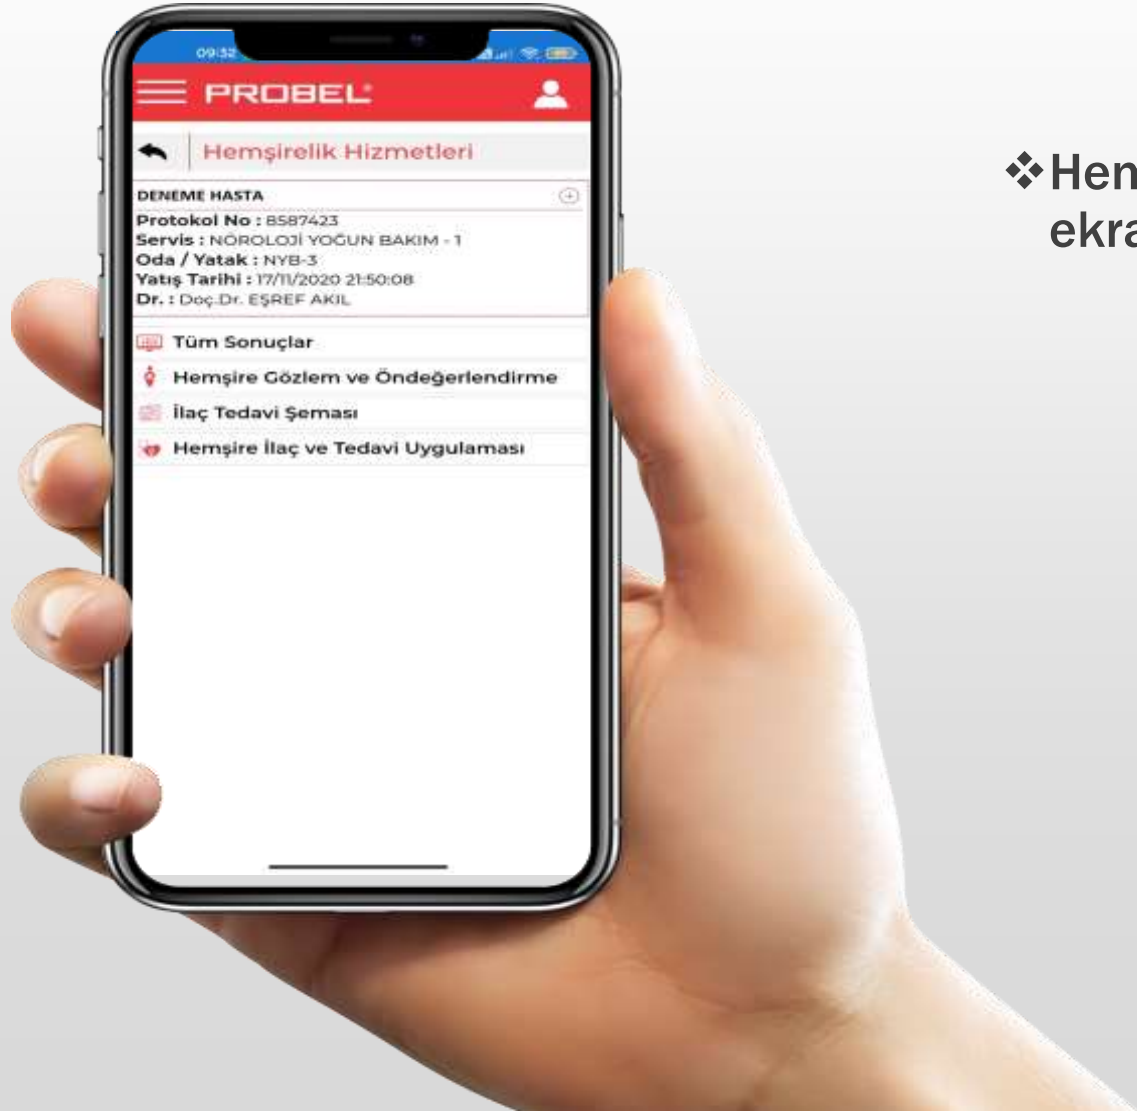 09:32
PROBEL
Hemşirelik Hizmetleri
DENEME HASTA
Protokol No : 8587423
Servis : NÖROLOJİ YOĞUN BAKIM - 1
Oda / Yatak : NYB-3
Yatış Tarihi : 17/11/2020 21:50:08
Dr. : Doç.Dr. EŞREF AKIL
Tüm Sonuçlar
Hemşire Gözlem ve Öndeğerlendirme
İlaç Tedavi Şeması
Hemşire İlaç ve Tedavi Uygulaması